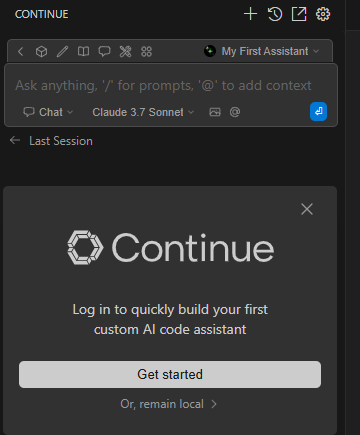 CONTINUE
My First Assistant
Ask anything, '/' for prompts, '@' to add context
Chat
Claude 3.7 Sonnet
@
Last Session
Continue
Log in to quickly build your first
custom AI code assistant
Get started
Or, remain local